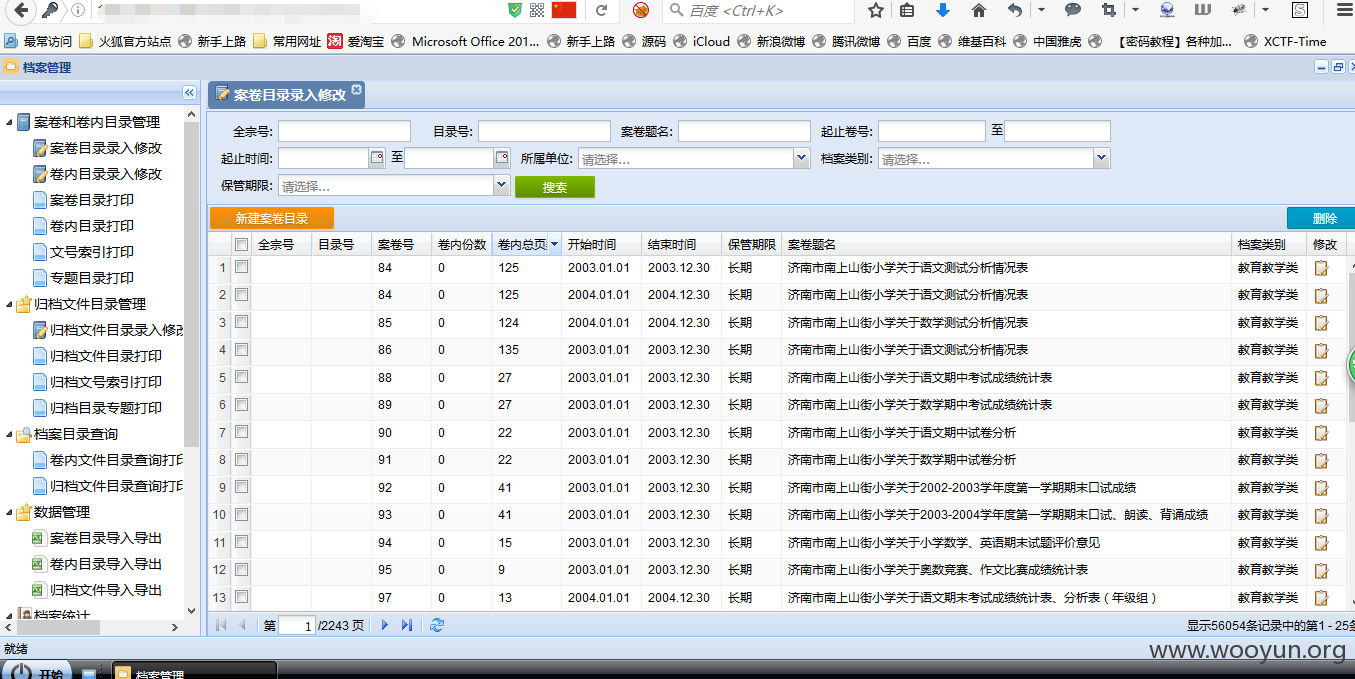 百度 <Ctrl+K>
最常访问 火狐官方站点 新手上路 常用网址 淘 爱淘宝 Microsoft Office 201... 新手上路 源码 iCloud 新浪微博 腾讯微博 百度 维基百科 中国雅虎 【密码教程】各种加... XCTF-Time
档案管理
案卷和卷内目录管理
案卷目录录入修改
卷内目录录入修改
案卷目录打印
卷内目录打印
文号索引打印
专题目录打印
归档文件目录管理
归档文件目录录入修改
归档文件目录打印
归档文号索引打印
归档目录专题打印
档案目录查询
卷内文件目录查询打印
归档文件目录查询打印
数据管理
案卷目录导入导出
卷内目录导入导出
归档文件导入导出
档案统计
案卷目录录入修改
全宗号: 目录号: 案卷题名: 起止卷号: 至
起止时间: 至 所属单位: 请选择... 档案类别: 请选择...
保管期限: 请选择... 搜索
新建案卷目录 删除
全宗号 目录号 案卷号 卷内份数 卷内总页 开始时间 结束时间 保管期限 案卷题名 档案类别 修改
1 84 0 125 2003.01.01 2003.12.30 长期 济南市南上山街小学关于语文测试分析情况表 教育教学类
2 84 0 125 2004.01.01 2004.12.30 长期 济南市南上山街小学关于语文测试分析情况表 教育教学类
3 85 0 124 2004.01.01 2004.12.30 长期 济南市南上山街小学关于数学测试分析情况表 教育教学类
4 86 0 135 2003.01.01 2003.12.30 长期 济南市南上山街小学关于语文测试分析情况表 教育教学类
5 88 0 27 2003.01.01 2003.12.30 长期 济南市南上山街小学关于语文期中考试成绩统计表 教育教学类
6 89 0 27 2003.01.01 2003.12.30 长期 济南市南上山街小学关于数学期中考试成绩统计表 教育教学类
7 90 0 22 2003.01.01 2003.12.30 长期 济南市南上山街小学关于语文期中试卷分析 教育教学类
8 91 0 22 2003.01.01 2003.12.30 长期 济南市南上山街小学关于数学期中试卷分析 教育教学类
9 92 0 41 2003.01.01 2003.12.30 长期 济南市南上山街小学关于2002-2003学年度第一学期期末口试成绩 教育教学类
10 93 0 41 2003.01.01 2003.12.30 长期 济南市南上山街小学关于2003-2004学年度第一学期期末口试、朗读、背诵成绩 教育教学类
11 94 0 15 2003.01.01 2003.12.30 长期 济南市南上山街小学关于小学数学、英语期末试题评价意见 教育教学类
12 95 0 9 2003.01.01 2003.12.30 长期 济南市南上山街小学关于奥数竞赛、作文比赛成绩统计表 教育教学类
13 97 0 13 2004.01.01 2004.12.30 长期 济南市南上山街小学关于语文期末考试成绩统计表、分析表（年级组） 教育教学类
第 1 /2243 页 显示56054条记录中的第1 - 25条
就绪
www.wooyun.org
开始 档案管理